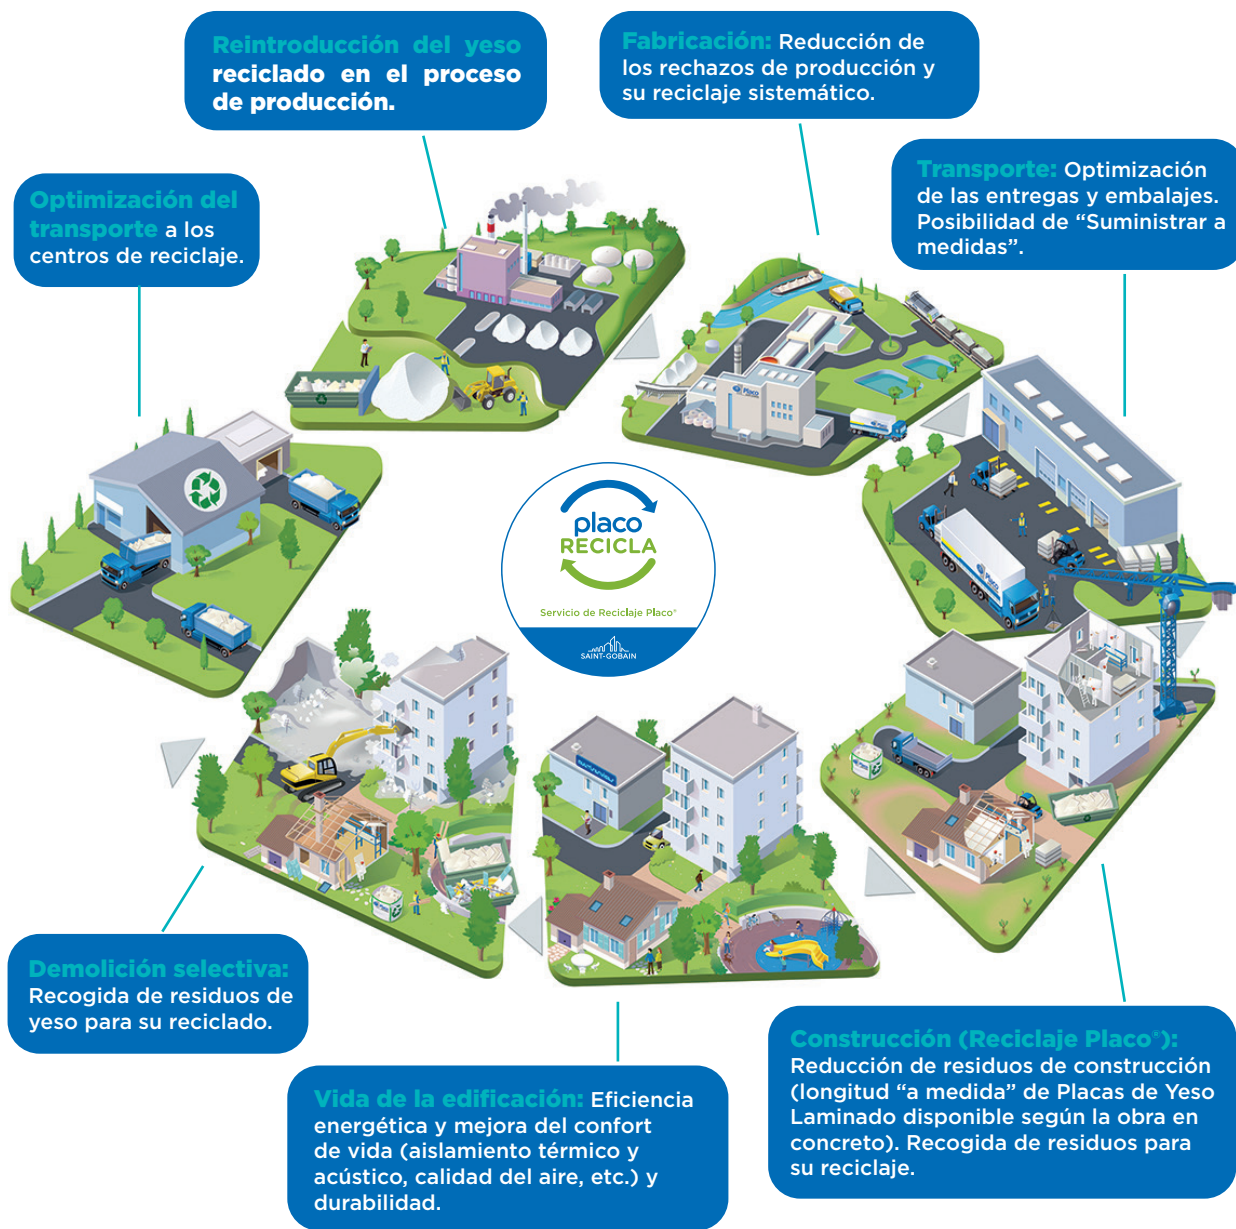 Reintroducción del yeso
reciclado en el proceso
de producción.
Fabricación: Reducción de
los rechazos de producción y
su reciclaje sistemático.
Transporte: Optimización
de las entregas y embalajes.
Posibilidad de “Suministrar a
medidas”.
Optimización del
transporte a los
centros de reciclaje.
Placo
placo
RECICLA
Servicio de Reciclaje Placo®
SAINT-GOBAIN
Placo
Demolición selectiva:
Recogida de residuos de
yeso para su reciclado.
Vida de la edificación: Eficiencia
energética y mejora del confort
de vida (aislamiento térmico y
acústico, calidad del aire, etc.) y
durabilidad.
Construcción (Reciclaje Placo®):
Reducción de residuos de construcción
(longitud “a medida” de Placas de Yeso
Laminado disponible según la obra en
concreto). Recogida de residuos para
su reciclaje.